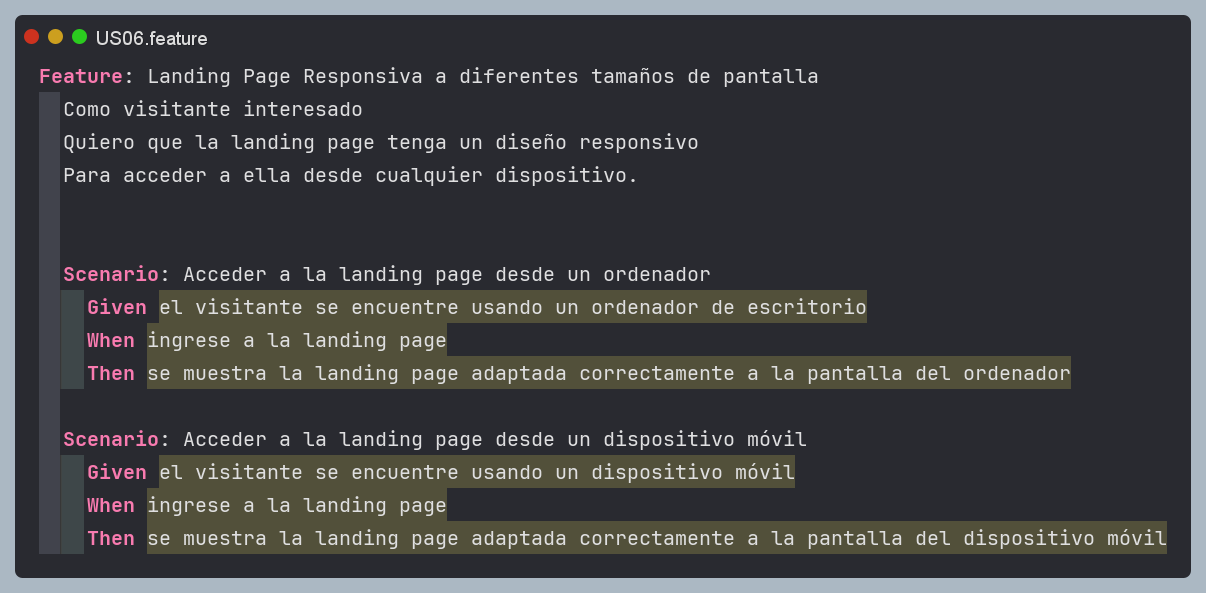 US06.feature
Feature: Landing Page Responsiva a diferentes tamaños de pantalla
Como visitante interesado
Quiero que la landing page tenga un diseño responsivo
Para acceder a ella desde cualquier dispositivo.
Scenario: Acceder a la landing page desde un ordenador
Given el visitante se encuentre usando un ordenador de escritorio
When ingrese a la landing page
Then se muestra la landing page adaptada correctamente a la pantalla del ordenador
Scenario: Acceder a la landing page desde un dispositivo móvil
Given el visitante se encuentre usando un dispositivo móvil
When ingrese a la landing page
Then se muestra la landing page adaptada correctamente a la pantalla del dispositivo móvil